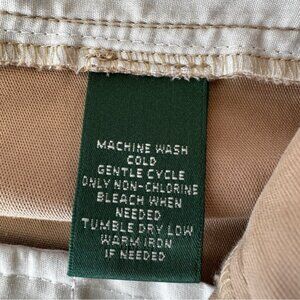 MACHINE WASH
COLD
GENTLE CYCLE
ONLY NON-CHLORINE
BLEACH WHEN
NEEDED
TUMBLE DRY LOW
WARM IRON
IF NEEDED